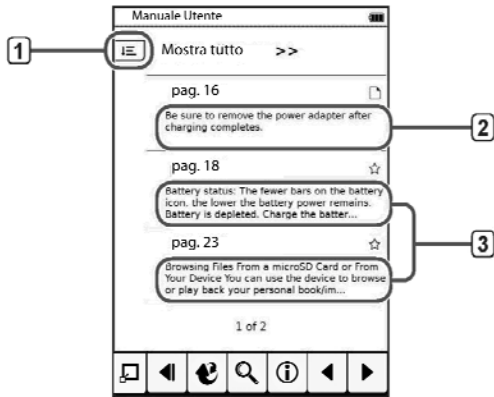 Manuale Utente
1
Mostra tutto >>
pag. 16
Be sure to remove the power adapter after
charging completes.
2
pag. 18
Battery status: The fewer bars on the battery
icon, the lower the battery power remains.
Battery is depleted. Charge the batter...
3
pag. 23
Browsing Files From a microSD Card or From
Your Device You can use the device to browse
or play back your personal book/im...
1 of 2